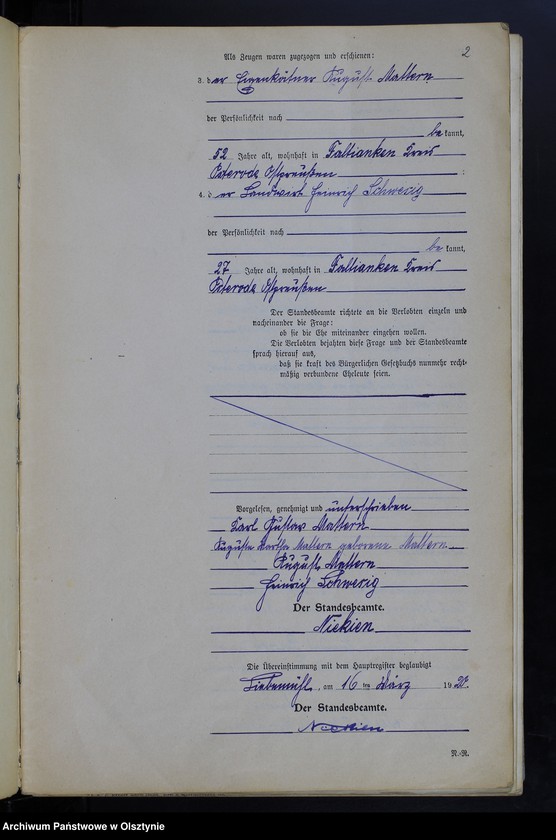 2
Als Zeugen waren zugezogen und erschienen:
3. der Eigenkätner August Mattern
der Persönlichkeit nach
bekannt,
52 Jahre alt, wohnhaft in Faltianken Kreis
Osterode Ostpreußen ;
4. der Landwirt Heinrich Schwerig
der Persönlichkeit nach
bekannt,
27 Jahre alt, wohnhaft in Faltianken Kreis
Osterode Ostpreußen
Der Standesbeamte richtete an die Verlobten einzeln und
nacheinander die Frage:
ob sie die Ehe miteinander eingehen wollen.
Die Verlobten bejahten diese Frage und der Standesbeamte
sprach hierauf aus,
daß sie kraft des Bürgerlichen Gesetzbuchs nunmehr recht-
mäßig verbundene Eheleute seien.
Vorgelesen, genehmigt und unterschrieben
Karl Gustav Mattern
Auguste Mattern geborene Mattern
August Mattern
Heinrich Schwerig
Der Standesbeamte.
Niekien
Die Übereinstimmung mit dem Hauptregister beglaubigt
Liebemühl, am 16 ten März 19
Der Standesbeamte.
Niekien
N.-R.
Archiwum Państwowe w Olsztynie